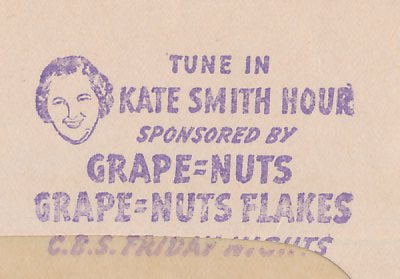 TUNE IN
KATE SMITH HOUR
SPONSORED BY
GRAPE=NUTS
GRAPE=NUTS FLAKES
C.B.S. FRIDAY NIGHTS